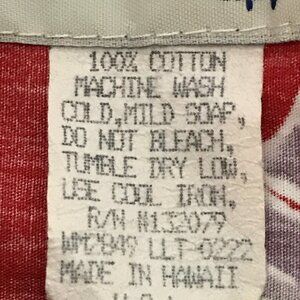 100% COTTON
MACHINE WASH
COLD, MILD SOAP,
DO NOT BLEACH,
TUMBLE DRY LOW,
USE COOL IRON,
R/N #132079
WM2849 LLT-0222
MADE IN HAWAII
U.S.A.